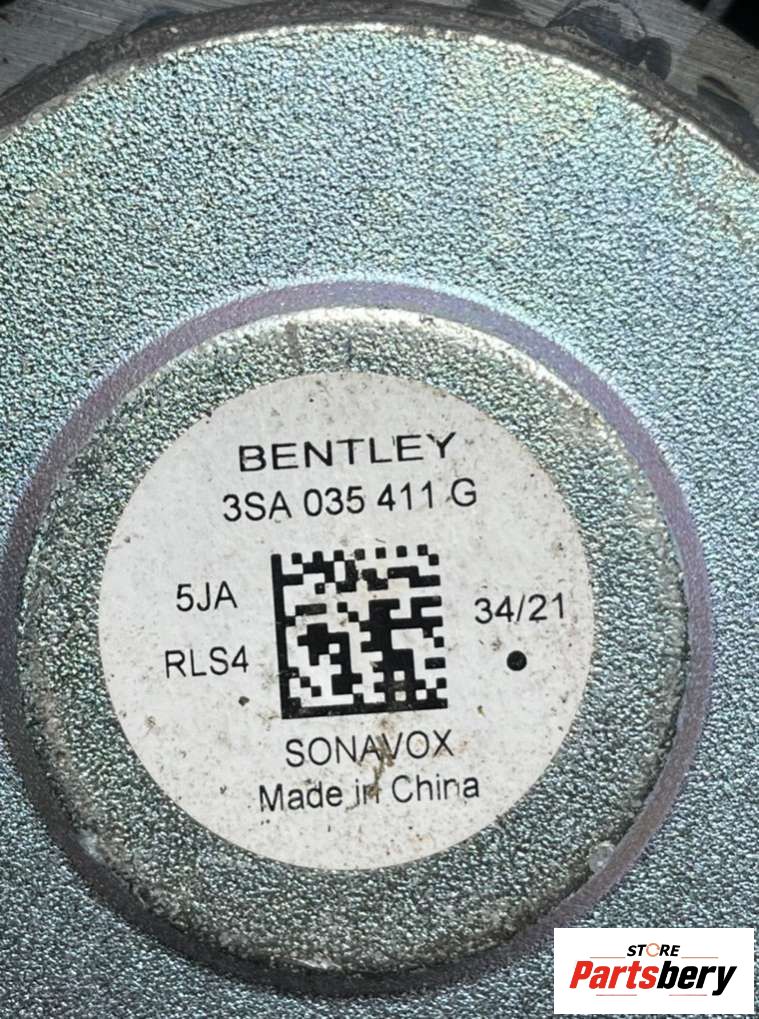 BENTLEY
3SA 035 411 G
5JA
34/21
RLS4
SONAVOX
Made in China
STORE
Partsbery